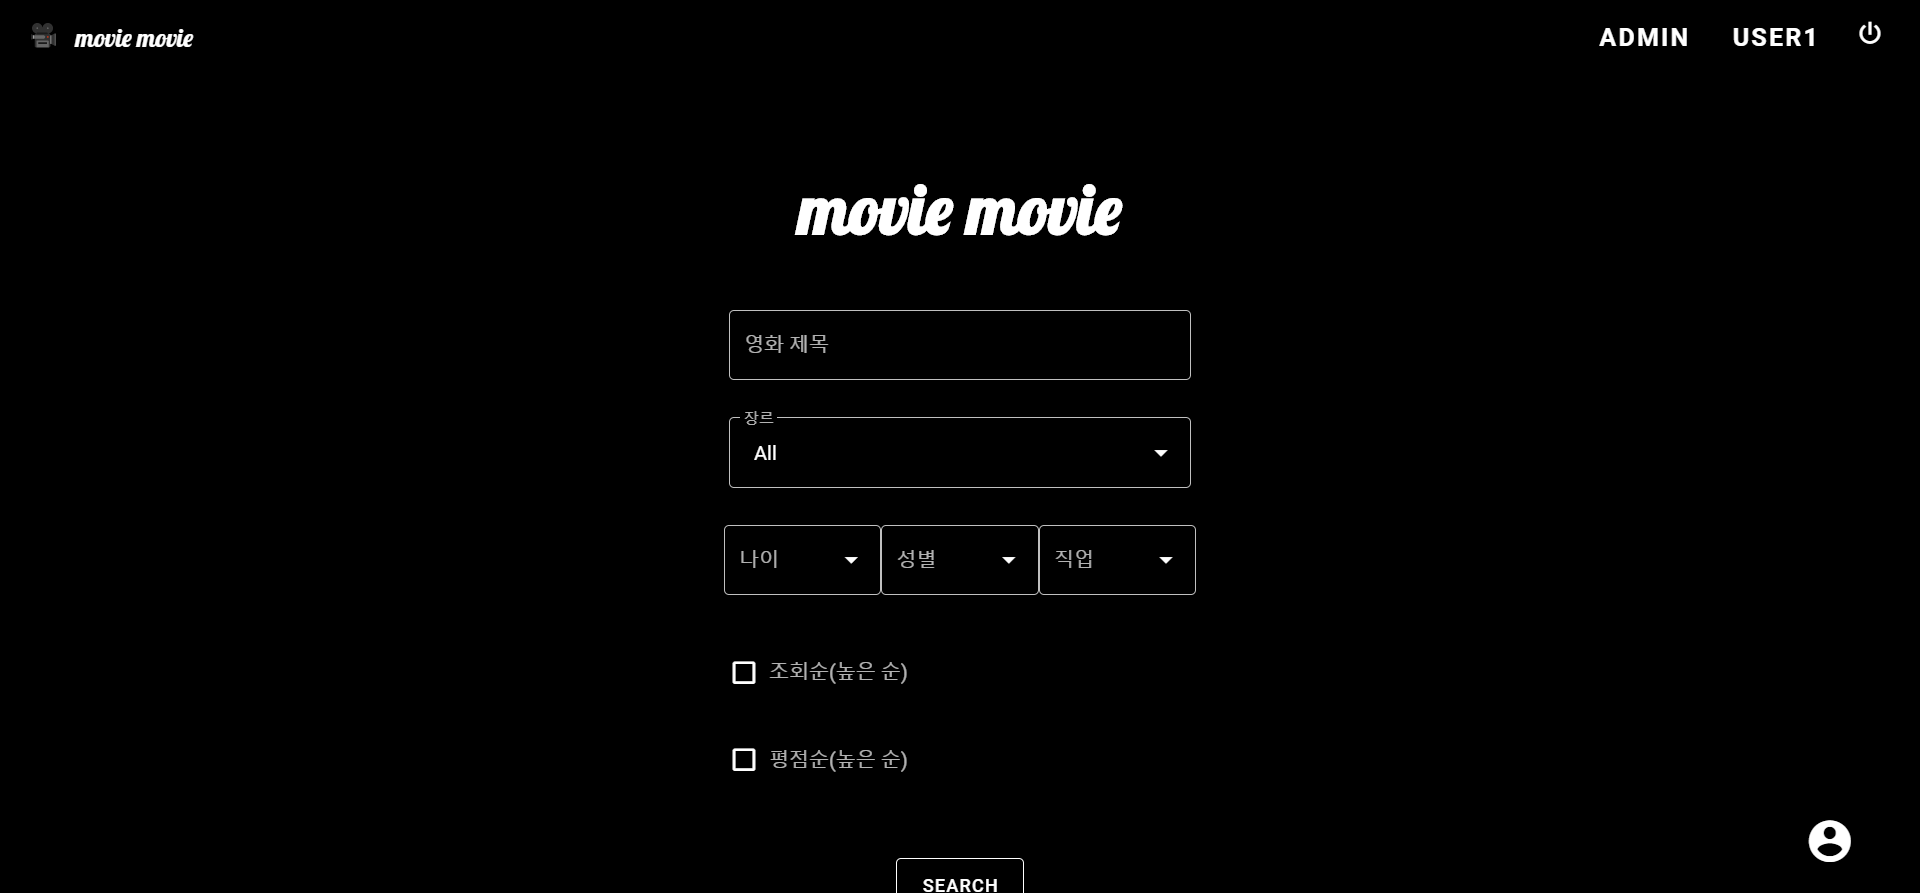 movie movie ADMIN USER1
movie movie
영화 제목
장르
All
나이 성별 직업
조회순(높은 순)
평점순(높은 순)
SEARCH